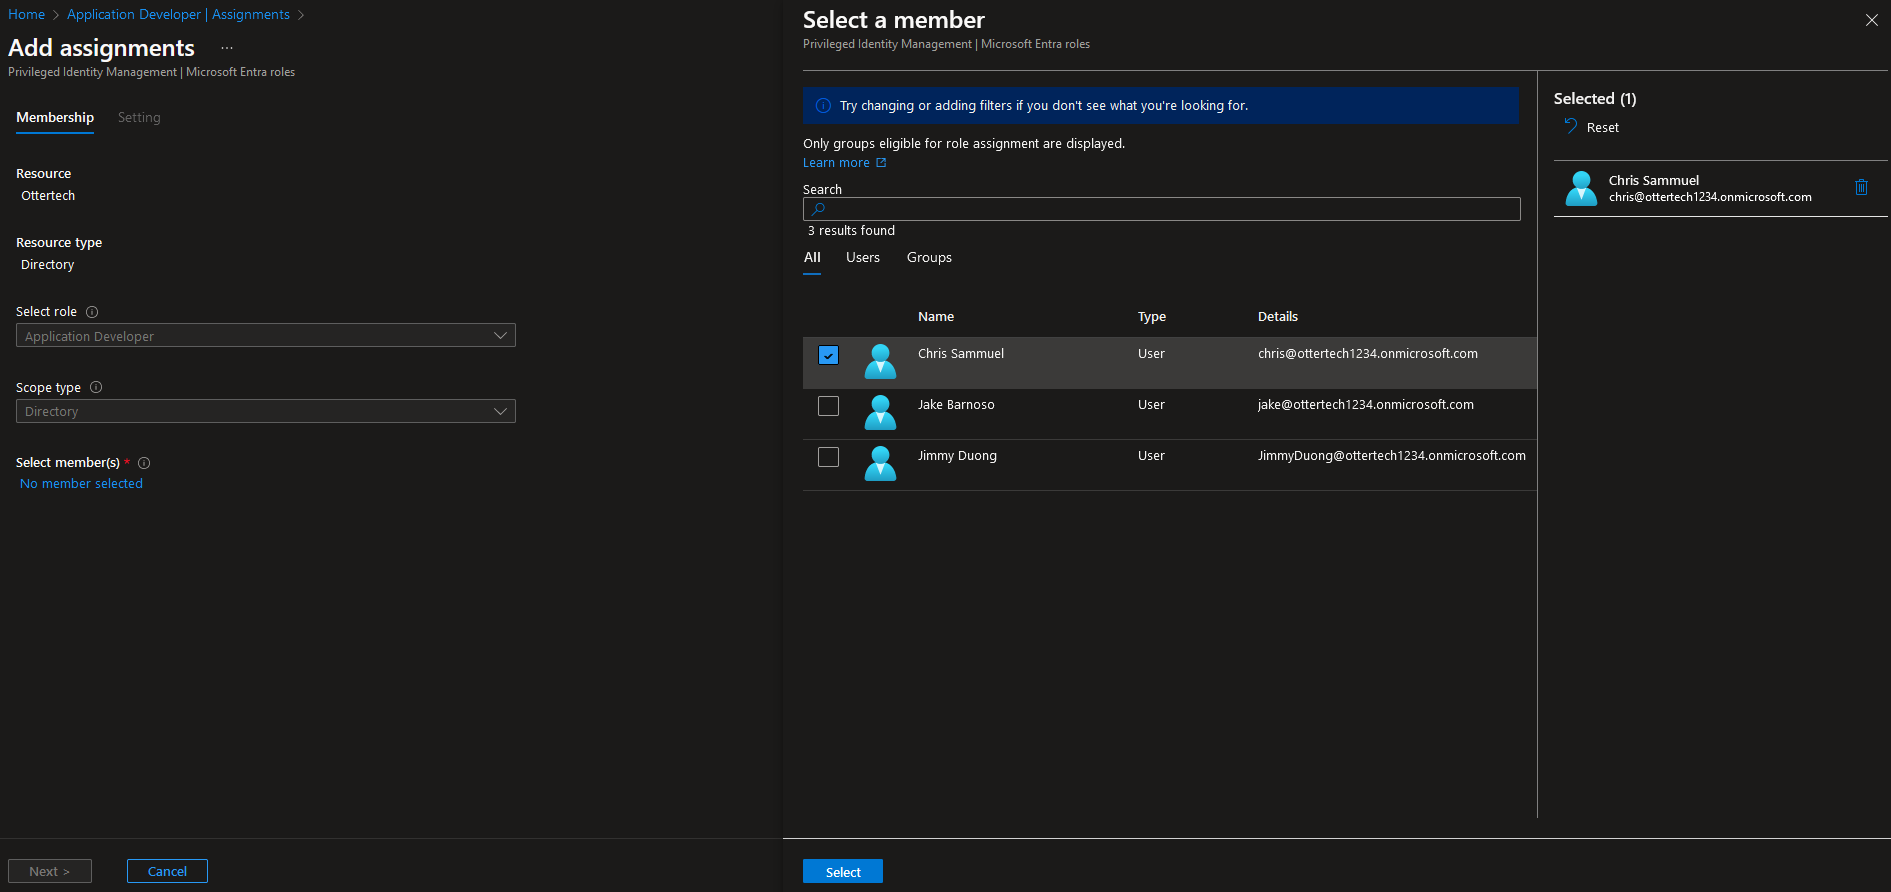 Home > Application Developer | Assignments >
Add assignments ...
Privileged Identity Management | Microsoft Entra roles
Membership Setting
Resource
Ottertech
Resource type
Directory
Select role
Application Developer
Scope type
Directory
Select member(s) *
No member selected
Next > Cancel
Select a member
Privileged Identity Management | Microsoft Entra roles
Try changing or adding filters if you don't see what you're looking for.
Only groups eligible for role assignment are displayed.
Learn more
Search
3 results found
All Users Groups
Name Type Details
Chris Sammuel User chris@ottertech1234.onmicrosoft.com
Jake Barnoso User jake@ottertech1234.onmicrosoft.com
Jimmy Duong User JimmyDuong@ottertech1234.onmicrosoft.com
Select
Selected (1)
Reset
Chris Sammuel
chris@ottertech1234.onmicrosoft.com